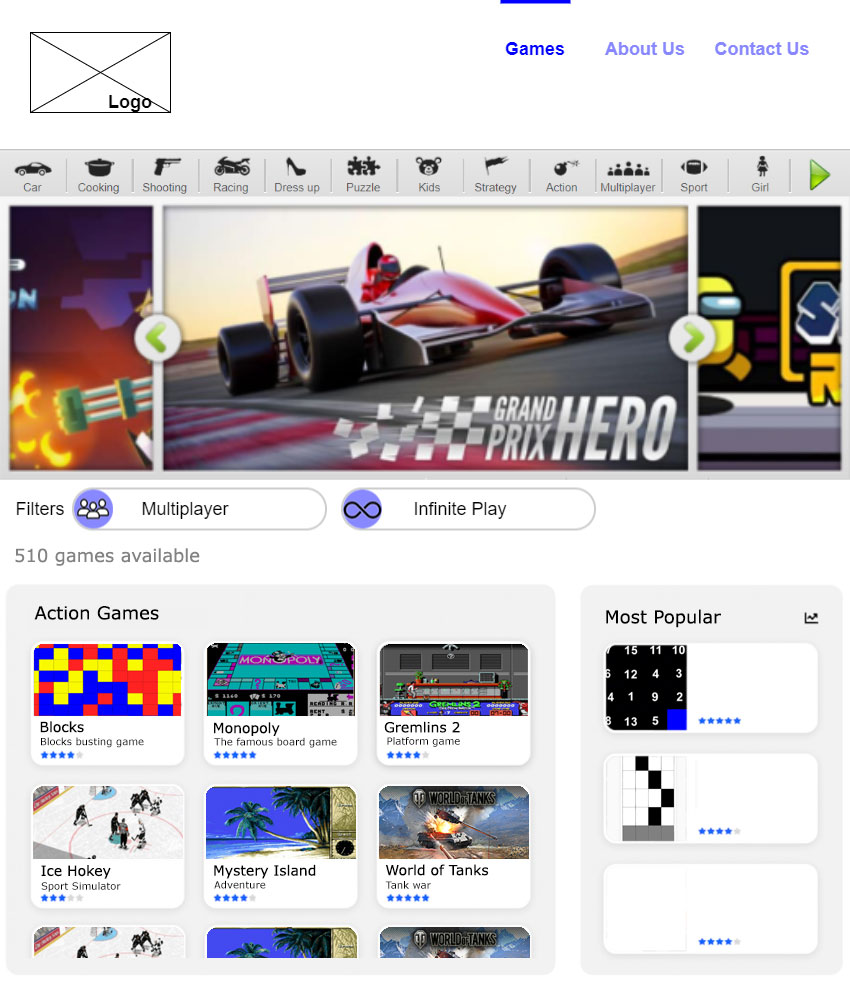 Games About Us Contact Us
Logo
Car Cooking Shooting Racing Dress up Puzzle Kids Strategy Action Multiplayer Sport Girl
GRAND
PRIX HERO
Filters Multiplayer Infinite Play
510 games available
Action Games
MONOPOLY
Blocks
Blocks busting game
Monopoly
The famous board game
GREMLINS 2
Gremlins 2
Platform game
WORLD OF TANKS
Ice Hokey
Sport Simulator
Mystery Island
Adventure
World of Tanks
Tank war
WORLD OF TANKS
Most Popular
15 11 10
12 4 3
4 1 9 2
13 5